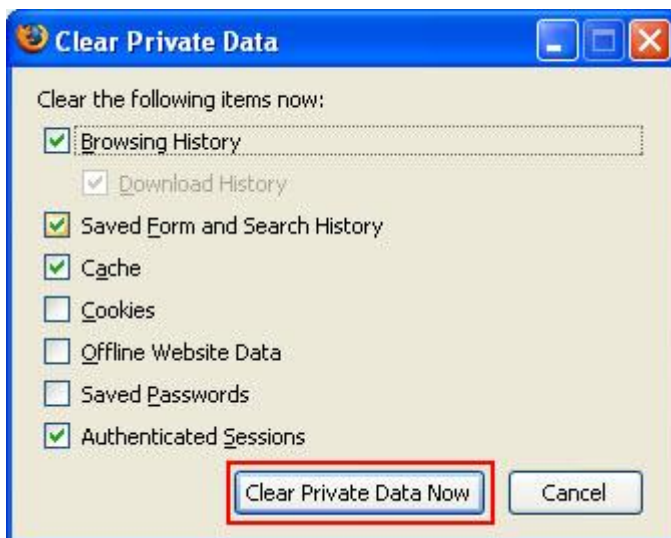 Clear Private Data
Clear the following items now:
Browsing History
Download History
Saved Form and Search History
Cache
Cookies
Offline Website Data
Saved Passwords
Authenticated Sessions
Clear Private Data Now Cancel